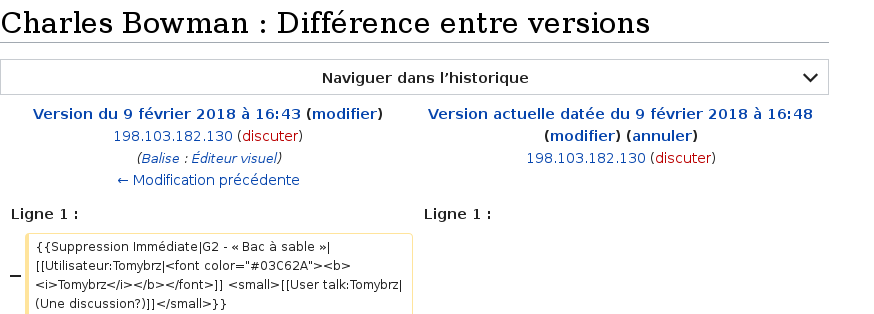 Charles Bowman : Différence entre versions
Naviguer dans l’historique
Version du 9 février 2018 à 16:43 (modifier)
198.103.182.130 (discuter)
(Balise : Éditeur visuel)
← Modification précédente
Version actuelle datée du 9 février 2018 à 16:48
(modifier) (annuler)
198.103.182.130 (discuter)
Ligne 1 :
Ligne 1 :
{{Suppression Immédiate|G2 - « Bac à sable »|
[[Utilisateur:Tomybrz|<font color="#03C62A"><b>
<i>Tomybrz</i></b></font>]] <small>[[User talk:Tomybrz|
(Une discussion?)]]</small>}}